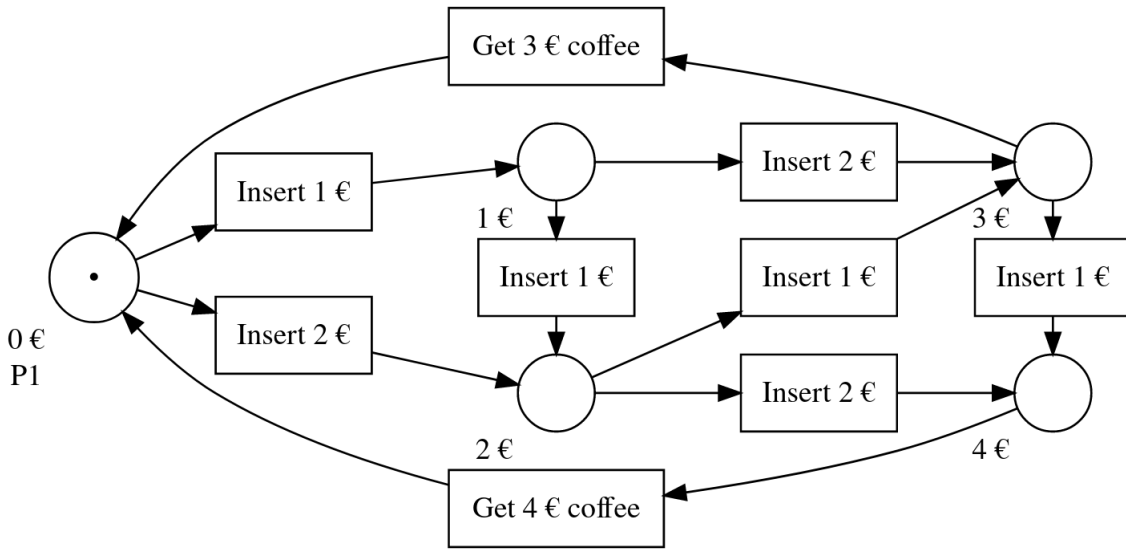 Get 3 € coffee
Insert 1 €
Insert 2 €
1 €
3 €
Insert 1 €
Insert 1 €
Insert 1 €
Insert 2 €
0 €
P1
Insert 2 €
2 €
4 €
Get 4 € coffee